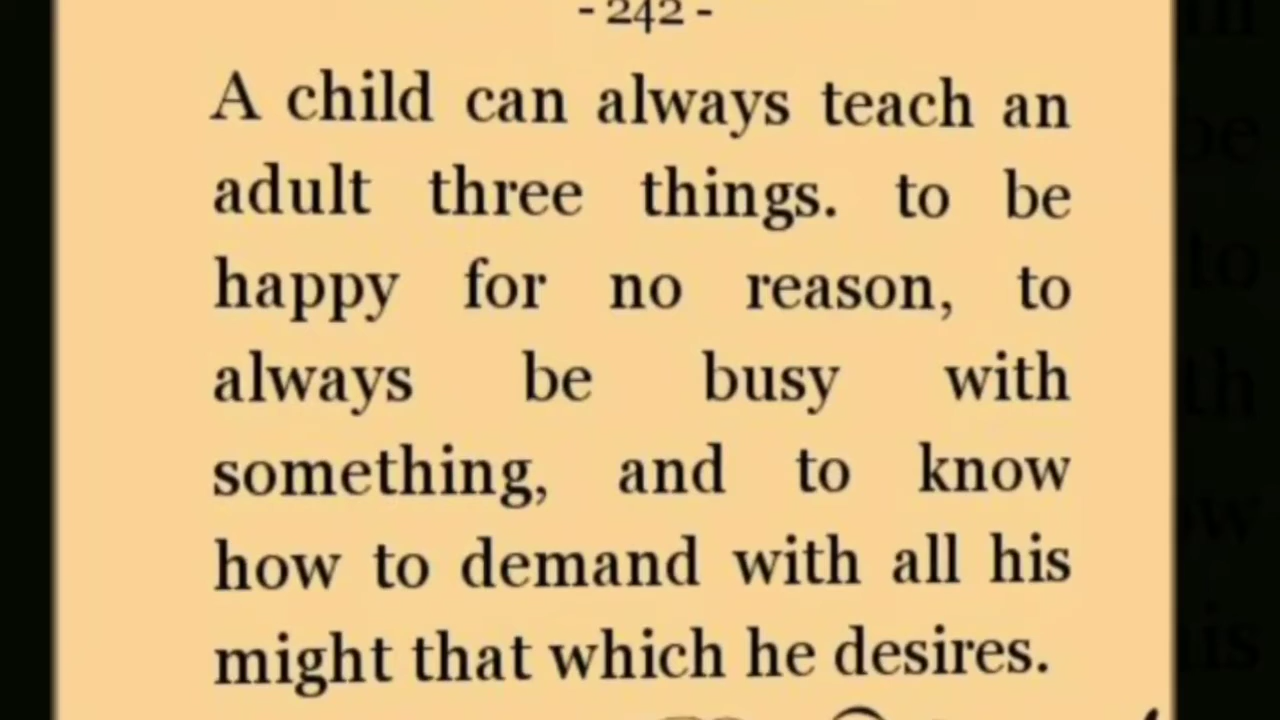 - 242 -
A child can always teach an
adult three things. to be
happy for no reason, to
always be busy with
something, and to know
how to demand with all his
might that which he desires.